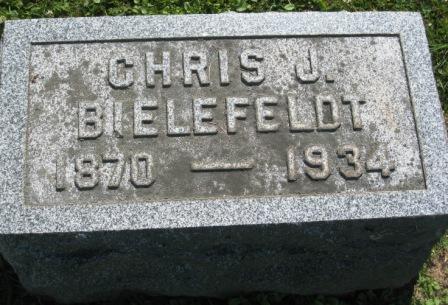 CHRIS J.
BIELEFELDT
1870 — 1934